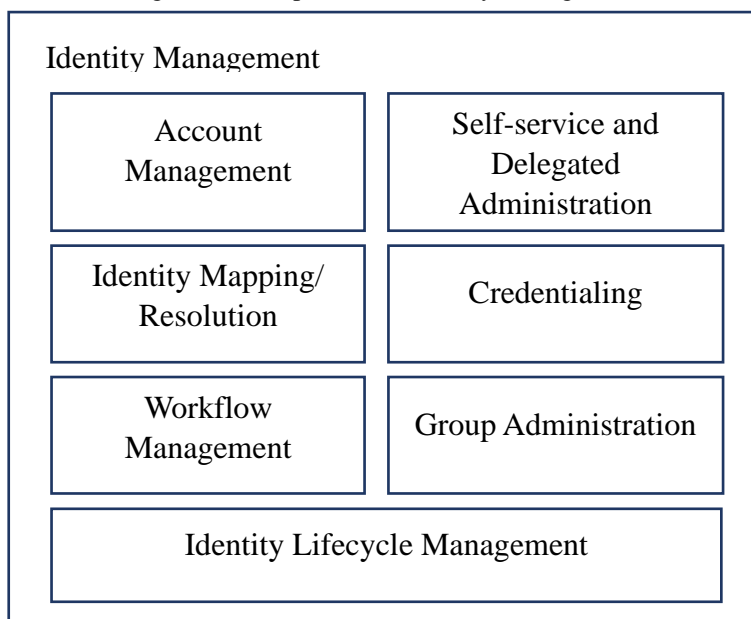 Identity Management
Account
Management
Self-service and
Delegated
Administration
Identity Mapping/
Resolution
Credentialing
Workflow
Management
Group Administration
Identity Lifecycle Management